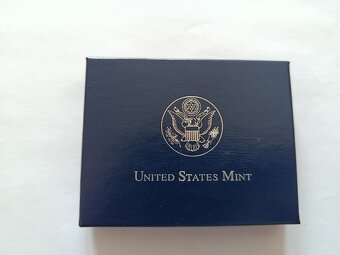 United States Mint